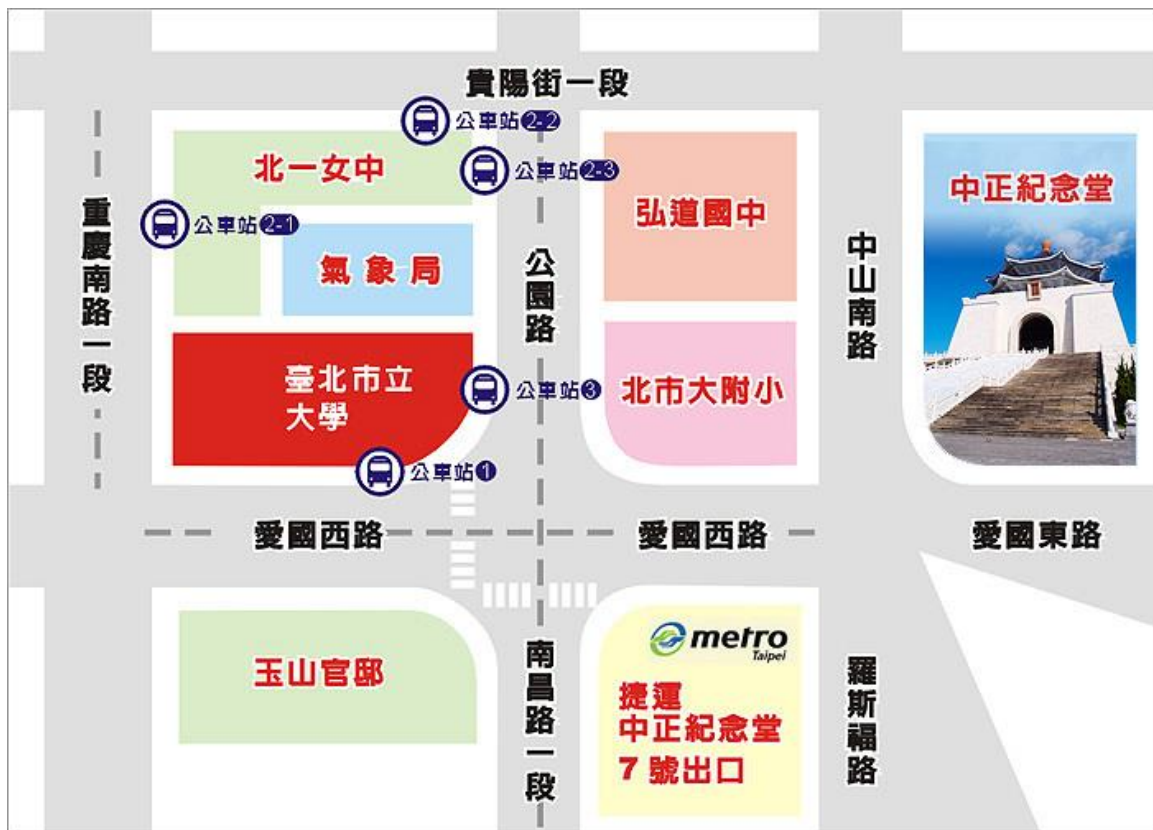 貴陽街一段
公車站2-2
北一女中
公車站2-3
弘道國中
中正紀念堂
公車站2-1
重慶南路一段
氣象局
公園路
中山南路
臺北市立
大學
公車站3
北市大附小
公車站1
愛國西路
愛國西路
愛國東路
玉山官邸
南昌路一段
metro
Taipei
捷運
中正紀念堂
7號出口
羅斯福路